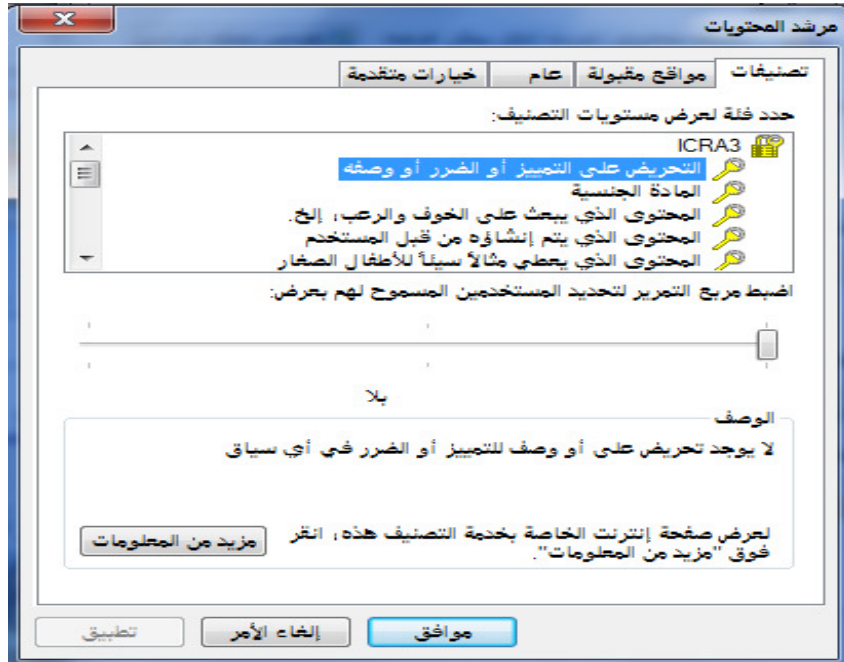 مرشد المحتويات
تصنيفات
مواقع مقبولة
عام
خيارات متقدمة
حدد فئة لعرض مستويات التصنيف:
ICRA3
التحريض على التمييز أو الضرر أو وصفه
المادة الجنسية
المحتوى الذي يبعث على الخوف والرعب، إلخ.
المحتوى الذي يتم إنشاؤه من قبل المستخدم
المحتوى الذي يعطي مثالاً سيئاً للأطفال الصغار
اضبط مربع التمرير لتحديد المستخدمين المسموح لهم بعرض:
بلا
الوصف
لا يوجد تحريض على أو وصف للتمييز أو الضرر في أي سياق
لعرض صفحة إنترنت الخاصة بخدمة التصنيف هذه، انقر
فوق "مزيد من المعلومات".
مزيد من المعلومات
موافق
إلغاء الأمر
تطبيق